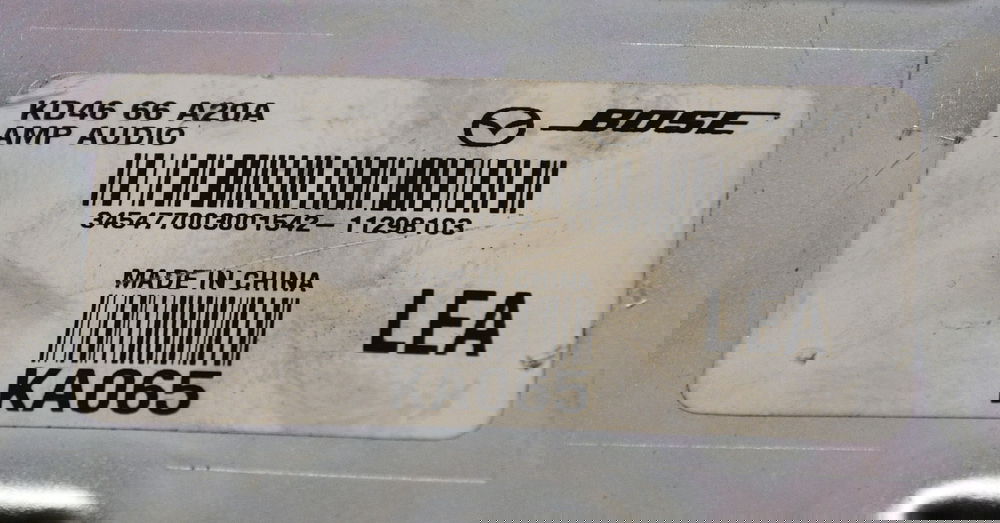 KD46 66 A20A
AMP AUDIO
BOSE
345477003001542-11298103
MADE IN CHINA
LEA
KA065